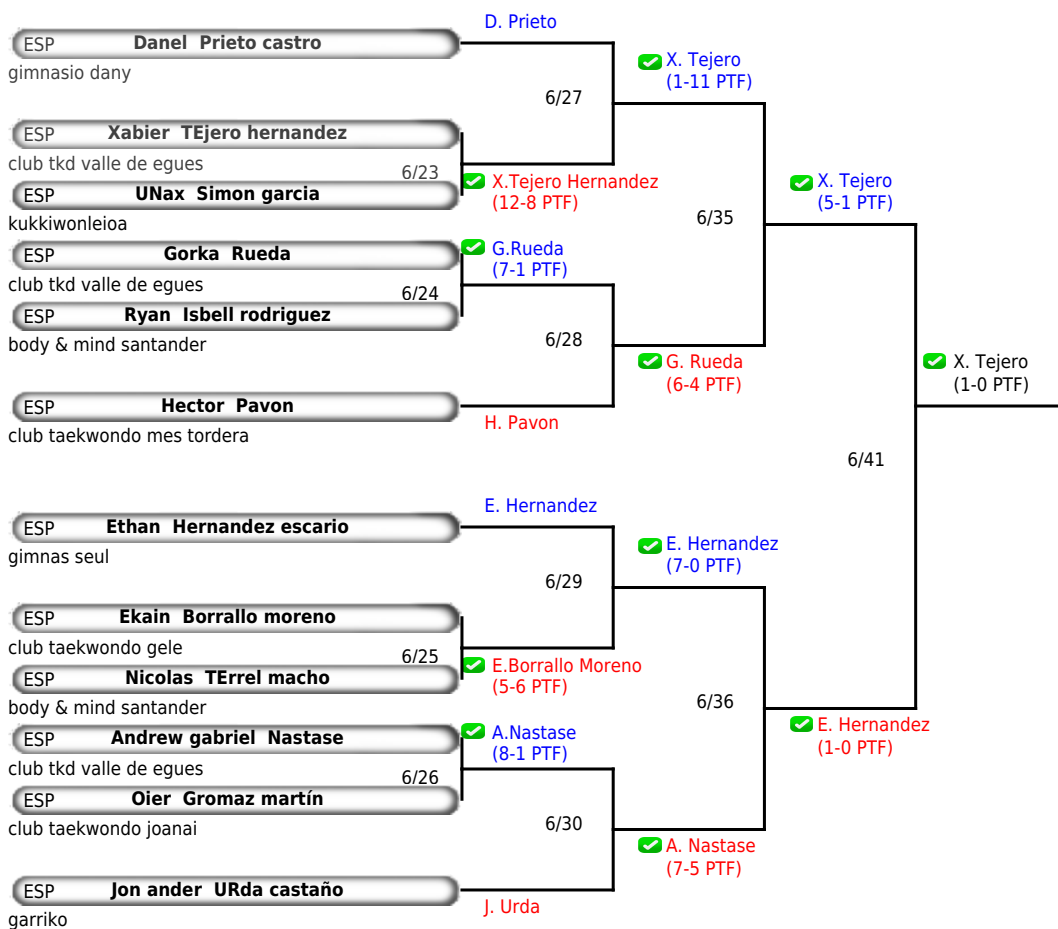 D. Prieto
ESP Danel Prieto castro
gimnasio dany
X. Tejero
(1-11 PTF)
6/27
ESP Xabier TEjero hernandez
club tkd valle de egues
6/23
ESP UNax Simon garcia
kukkiwonleioa
X.Tejero Hernandez
(12-8 PTF)
X. Tejero
(5-1 PTF)
6/35
ESP Gorka Rueda
club tkd valle de egues
G.Rueda
(7-1 PTF)
6/24
ESP Ryan Isbell rodriguez
body & mind santander
6/28
G. Rueda
(6-4 PTF)
X. Tejero
(1-0 PTF)
ESP Hector Pavon
club taekwondo mes tordera
H. Pavon
6/41
E. Hernandez
ESP Ethan Hernandez escario
gimnas seul
E. Hernandez
(7-0 PTF)
6/29
ESP Ekain Borrallo moreno
club taekwondo gele
6/25
ESP Nicolas TErrel macho
body & mind santander
E.Borrallo Moreno
(5-6 PTF)
6/36
E. Hernandez
(1-0 PTF)
ESP Andrew gabriel Nastase
club tkd valle de egues
A.Nastase
(8-1 PTF)
6/26
ESP Oier Gromaz martín
club taekwondo joanai
6/30
A. Nastase
(7-5 PTF)
ESP Jon ander URda castaño
garriko
J. Urda